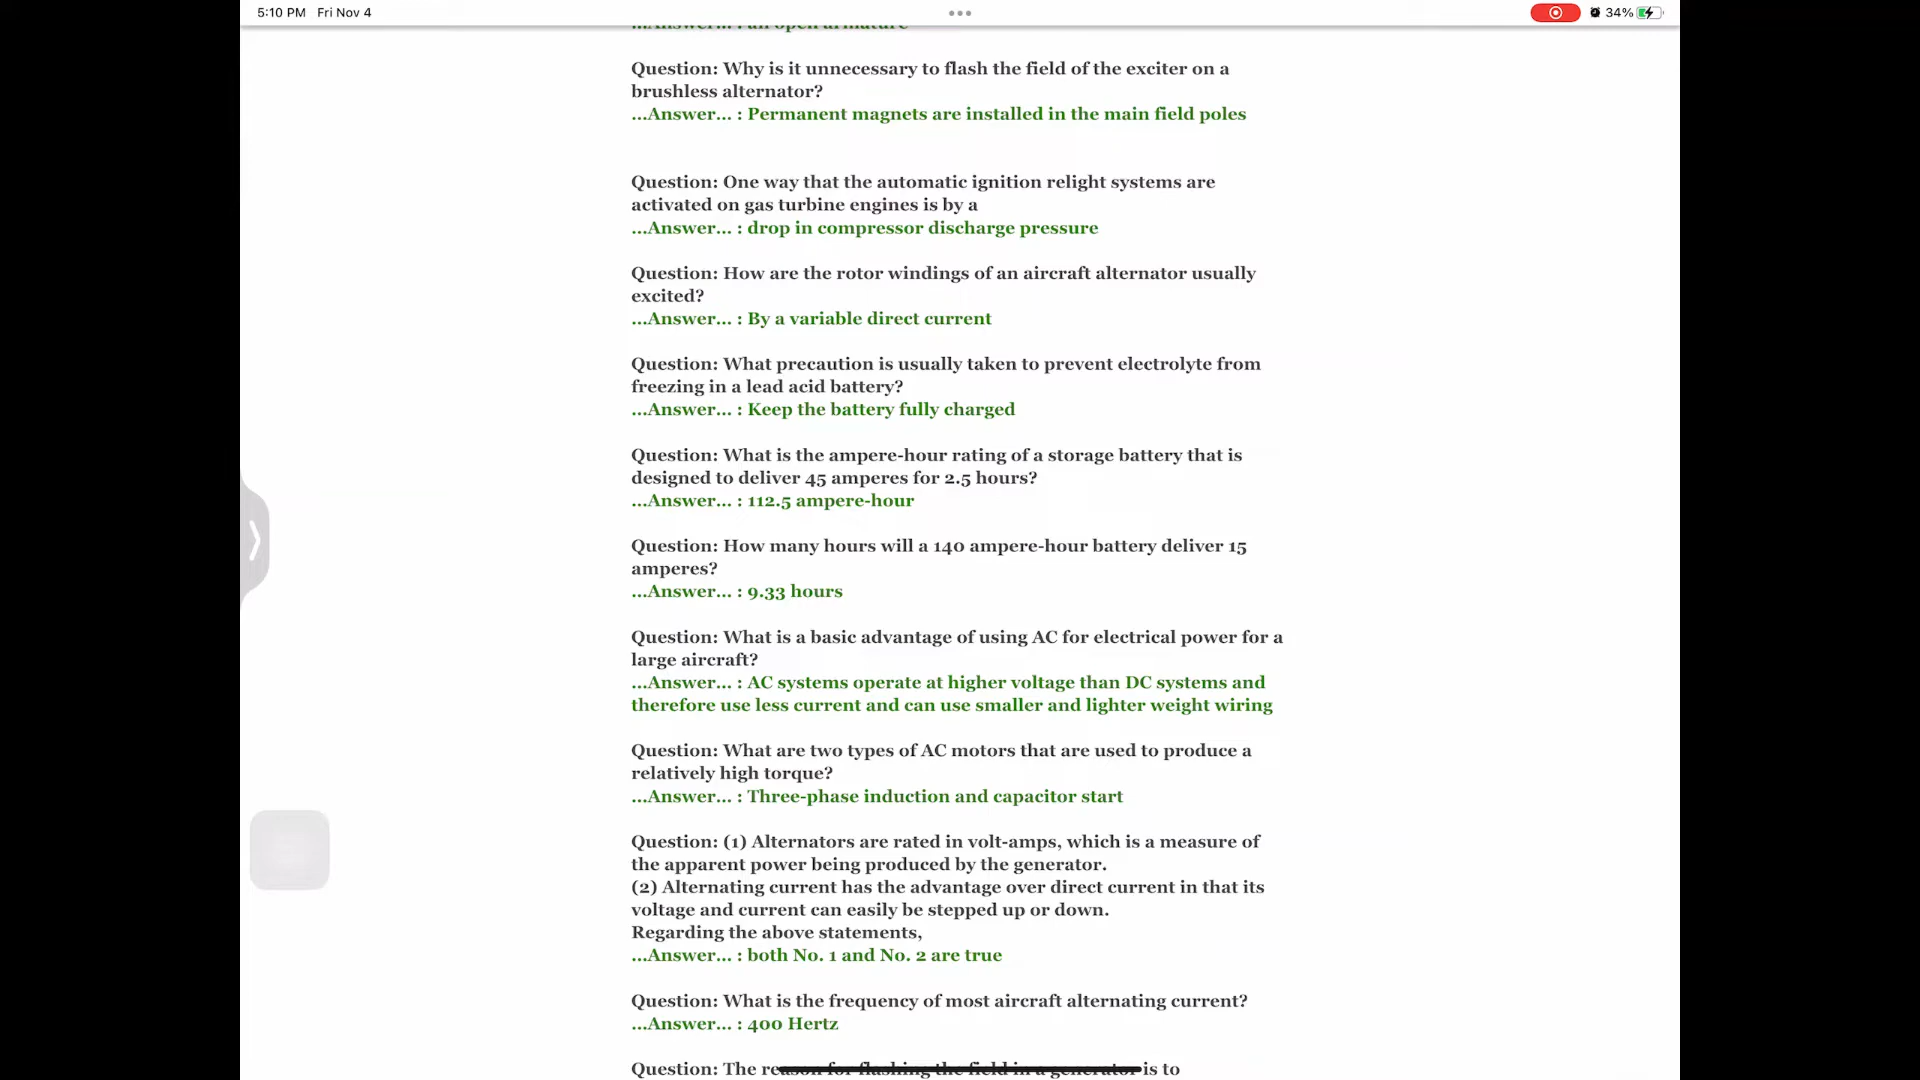 5:10 PM Fri Nov 4
34%
...Answer... : an open armature
Question: Why is it unnecessary to flash the field of the exciter on a
brushless alternator?
...Answer... : Permanent magnets are installed in the main field poles
Question: One way that the automatic ignition relight systems are
activated on gas turbine engines is by a
...Answer... : drop in compressor discharge pressure
Question: How are the rotor windings of an aircraft alternator usually
excited?
...Answer... : By a variable direct current
Question: What precaution is usually taken to prevent electrolyte from
freezing in a lead acid battery?
...Answer... : Keep the battery fully charged
Question: What is the ampere-hour rating of a storage battery that is
designed to deliver 45 amperes for 2.5 hours?
...Answer... : 112.5 ampere-hour
Question: How many hours will a 140 ampere-hour battery deliver 15
amperes?
...Answer... : 9.33 hours
Question: What is a basic advantage of using AC for electrical power for a
large aircraft?
...Answer... : AC systems operate at higher voltage than DC systems and
therefore use less current and can use smaller and lighter weight wiring
Question: What are two types of AC motors that are used to produce a
relatively high torque?
...Answer... : Three-phase induction and capacitor start
Question: (1) Alternators are rated in volt-amps, which is a measure of
the apparent power being produced by the generator.
(2) Alternating current has the advantage over direct current in that its
voltage and current can easily be stepped up or down.
Regarding the above statements,
...Answer... : both No. 1 and No. 2 are true
Question: What is the frequency of most aircraft alternating current?
...Answer... : 400 Hertz
Question: The reason for flashing the field in a generator is to